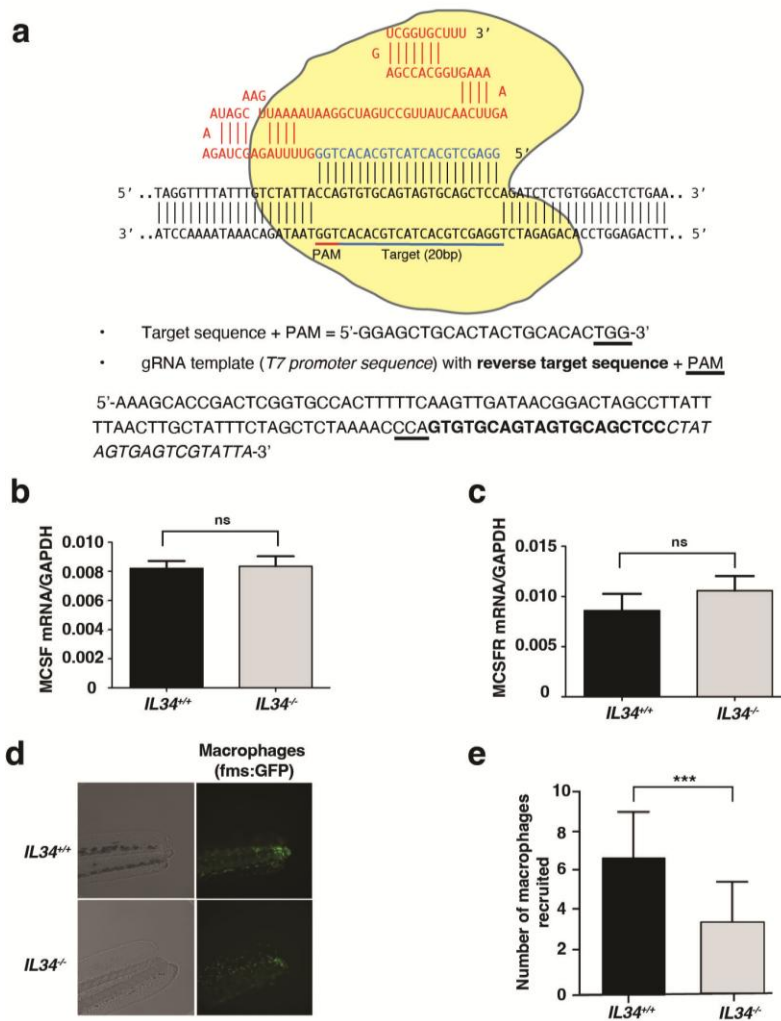 a
UCGGUGCUUU 3'
G
AGCCACGGUGAAA
A
AAG
AUAGC UUAAAAUAAGGCUAGUCCGUUAUCAACUUGA
A
AGAUCGAGAUUUUGGGTCACACGTCATCACGTCGAGG 5'
5' ..TAGGTTTTATTTGTCTATTACCAGTGTGCAGTAGTGCAGCTCCAGATCTCTGTGGACCTCTGAA.. 3'
3' ..ATCCAAAATAAACAGATAATGGTCACACGTCATCACGTCGAGGTCTAGAGACACCTGGAGACTT.. 5'
PAM Target (20bp)
• Target sequence + PAM = 5'-GGAGCTGCACTACTGCACACTGG-3'
• gRNA template (T7 promoter sequence) with reverse target sequence + PAM
5'-AAAGCACCGACTCGGTGCCACTTTTTCAAGTTGATAACGGACTAGCCTTATT
TTAACTTGCTATTTCTAGCTCTAAAACCCAGTGTGCAGTAGTGCAGCTCCCTAT
AGTGAGTCGTATTA-3'
b
MCSF mRNA/GAPDH
0.010
0.008
0.006
0.004
0.002
0
ns
IL34+/+ IL34-/-
c
MCSFR mRNA/GAPDH
0.015
0.010
0.005
0
ns
IL34+/+ IL34-/-
d
Macrophages
(fms:GFP)
IL34+/+
IL34-/-
e
Number of macrophages
recruited
10
8
6
4
2
0
***
IL34+/+ IL34-/-